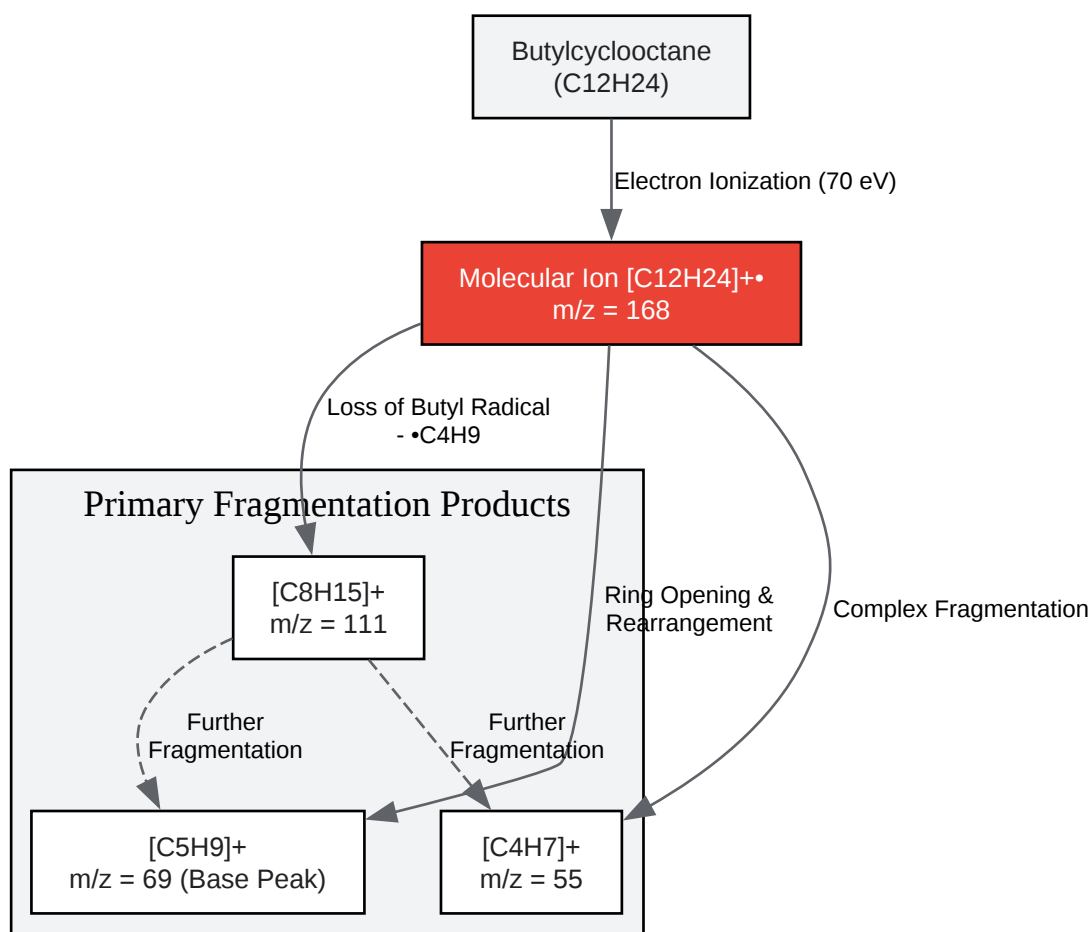 Butylcyclooctane
(C12H24)
Electron Ionization (70 eV)
Molecular Ion [C12H24]+•
m/z = 168
Loss of Butyl Radical
- •C4H9
Primary Fragmentation Products
[C8H15]+
m/z = 111
Ring Opening &
Rearrangement
Complex Fragmentation
Further
Fragmentation
Further
Fragmentation
[C5H9]+
m/z = 69 (Base Peak)
[C4H7]+
m/z = 55